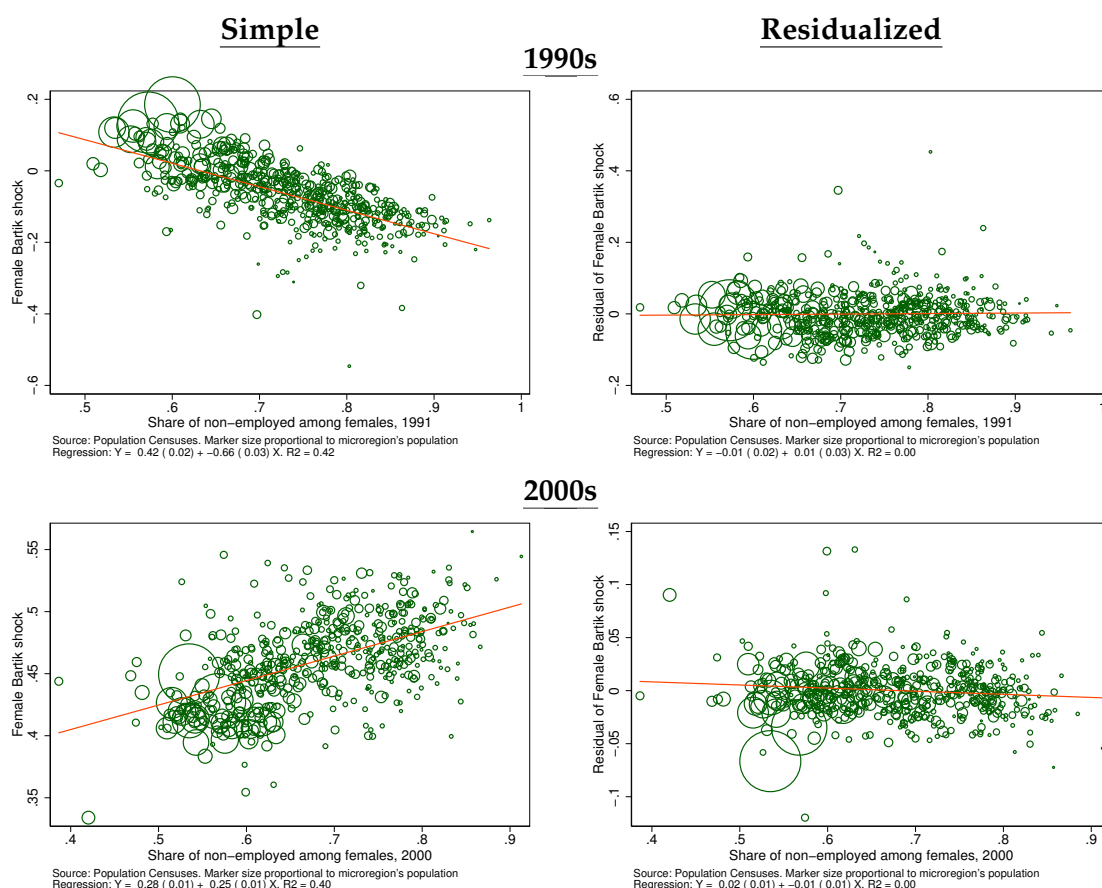 Simple
Residualized
1990s
Female Bartik shock
.2
0
−.2
−.4
−.6
.5 .6 .7 .8 .9 1
Share of non−employed among females, 1991
Source: Population Censuses. Marker size proportional to microregion's population
Regression: Y = 0.42 ( 0.02) + −0.66 ( 0.03) X. R2 = 0.42
Residual of Female Bartik shock
.6
.4
.2
0
−.2
.5 .6 .7 .8 .9 1
Share of non−employed among females, 1991
Source: Population Censuses. Marker size proportional to microregion's population
Regression: Y = −0.01 ( 0.02) + 0.01 ( 0.03) X. R2 = 0.00
2000s
Female Bartik shock
.55
.5
.45
.4
.35
.4 .5 .6 .7 .8 .9
Share of non−employed among females, 2000
Source: Population Censuses. Marker size proportional to microregion's population
Regression: Y = 0.28 ( 0.01) + 0.25 ( 0.01) X. R2 = 0.40
Residual of Female Bartik shock
.15
.1
.05
0
−.05
−.1
.4 .5 .6 .7 .8 .9
Share of non−employed among females, 2000
Source: Population Censuses. Marker size proportional to microregion's population
Regression: Y = 0.02 ( 0.01) + −0.01 ( 0.01) X. R2 = 0.00